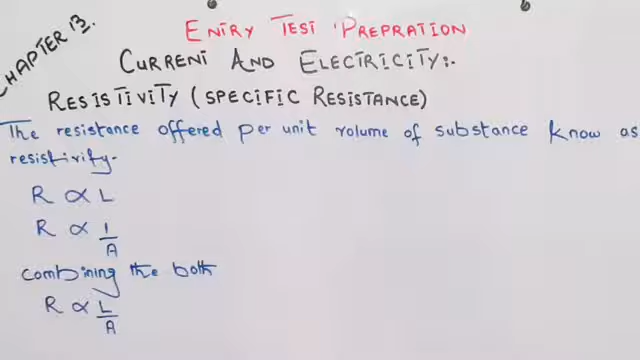 CHAPTER 13.
ENTRY TEST PREPRATION
CURRENT AND ELECTRICITY:-
RESISTIVITY (SPECIFIC RESISTANCE)
The resistance offered per unit volume of substance know as
resistivity.
R ∝ L
R ∝ 1/A
Combining the both
R ∝ L/A